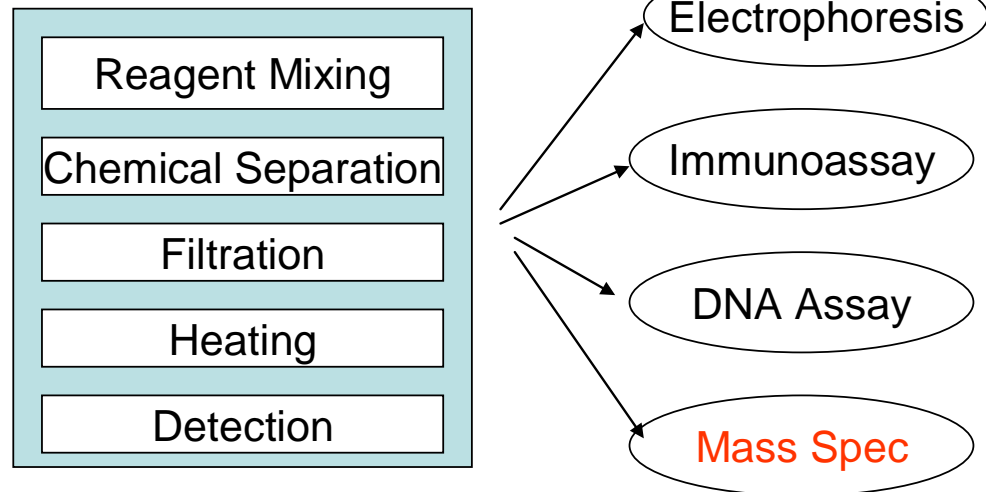 Reagent Mixing
Chemical Separation
Filtration
Heating
Detection
Electrophoresis
Immunoassay
DNA Assay
Mass Spec